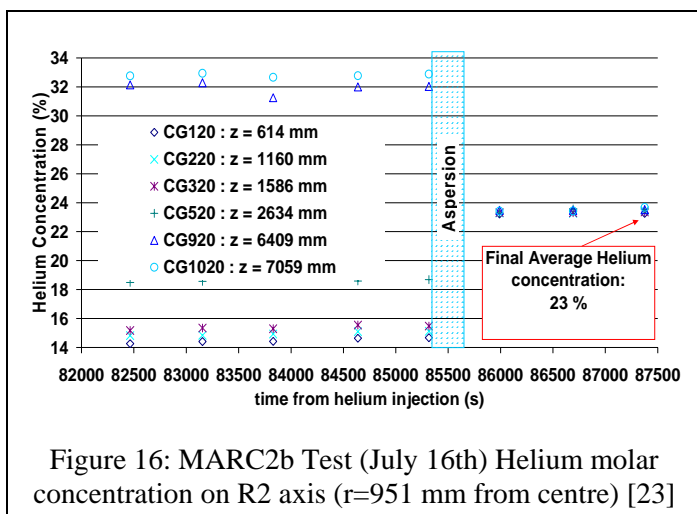 34
32
30
28
26
24
22
20
18
16
14
Helium Concentration (%)
CG120 : z = 614 mm
CG220 : z = 1160 mm
CG320 : z = 1586 mm
CG520 : z = 2634 mm
CG920 : z = 6409 mm
CG1020 : z = 7059 mm
Aspersion
Final Average Helium
concentration:
23 %
82000 82500 83000 83500 84000 84500 85000 85500 86000 86500 87000 87500
time from helium injection (s)
Figure 16: MARC2b Test (July 16th) Helium molar
concentration on R2 axis (r=951 mm from centre) [23]